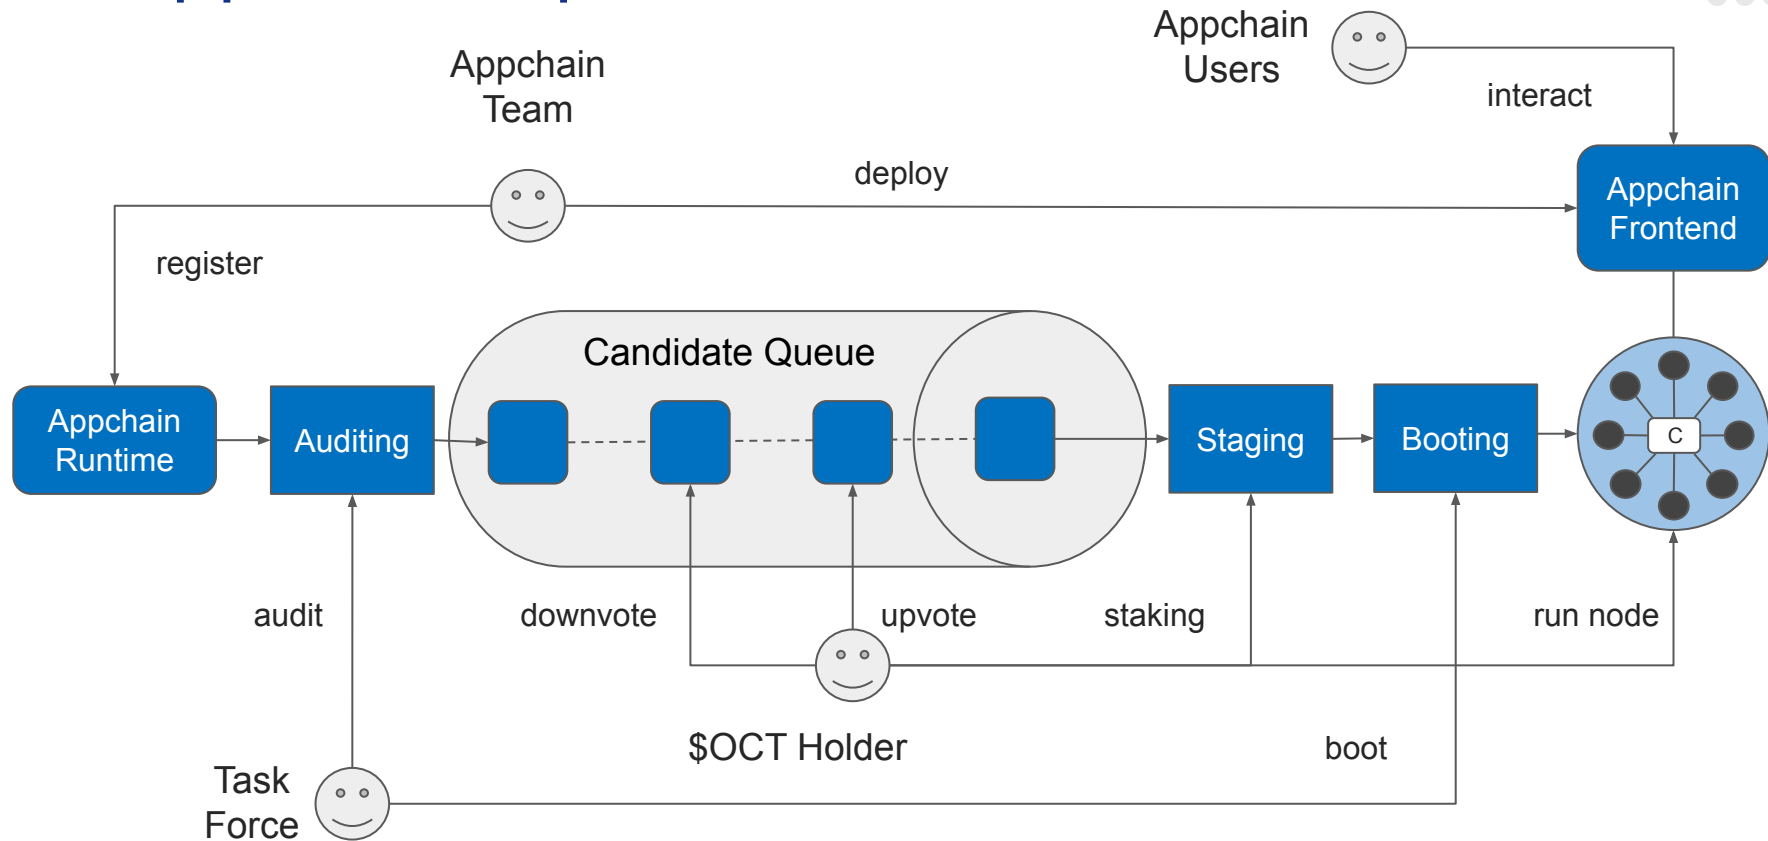 Appchain
Users
Appchain
Team
interact
deploy
Appchain
Frontend
register
Candidate Queue
Appchain
Runtime
Auditing
Staging
Booting
C
audit
downvote
upvote
staking
run node
$OCT Holder
boot
Task
Force